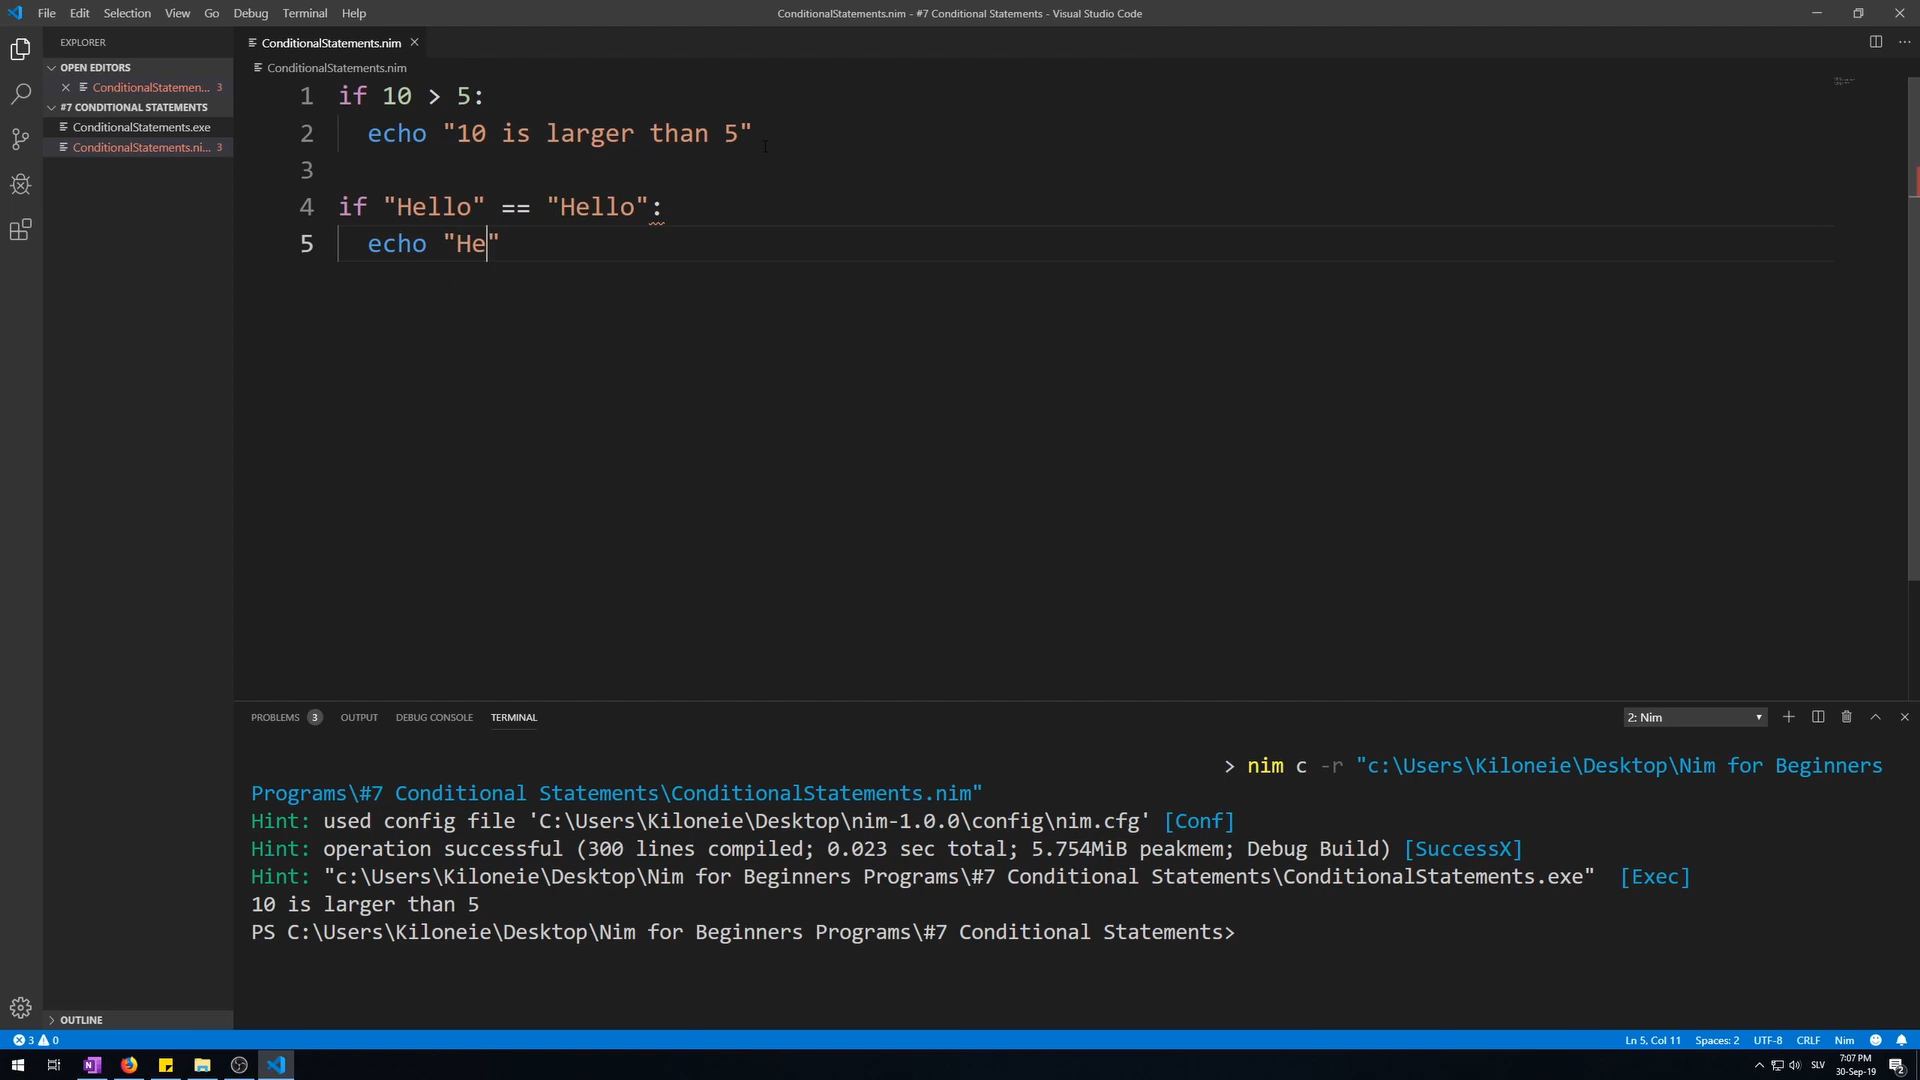 File Edit Selection View Go Debug Terminal Help
ConditionalStatements.nim - #7 Conditional Statements - Visual Studio Code
EXPLORER
OPEN EDITORS
ConditionalStatemen... 3
#7 CONDITIONAL STATEMENTS
ConditionalStatements.exe
ConditionalStatements.ni... 3
OUTLINE
ConditionalStatements.nim
ConditionalStatements.nim
1 if 10 > 5:
2 echo "10 is larger than 5"
3
4 if "Hello" == "Hello":
5 echo "He"
PROBLEMS 3 OUTPUT DEBUG CONSOLE TERMINAL 2: Nim
> nim c -r "c:\Users\Kiloneie\Desktop\Nim for Beginners
Programs\#7 Conditional Statements\ConditionalStatements.nim"
Hint: used config file 'C:\Users\Kiloneie\Desktop\nim-1.0.0\config\nim.cfg' [Conf]
Hint: operation successful (300 lines compiled; 0.023 sec total; 5.754MiB peakmem; Debug Build) [SuccessX]
Hint: "c:\Users\Kiloneie\Desktop\Nim for Beginners Programs\#7 Conditional Statements\ConditionalStatements.exe" [Exec]
10 is larger than 5
PS C:\Users\Kiloneie\Desktop\Nim for Beginners Programs\#7 Conditional Statements>
3 0 Ln 5, Col 11 Spaces: 2 UTF-8 CRLF Nim
SLV
7:07 PM
30-Sep-19
2